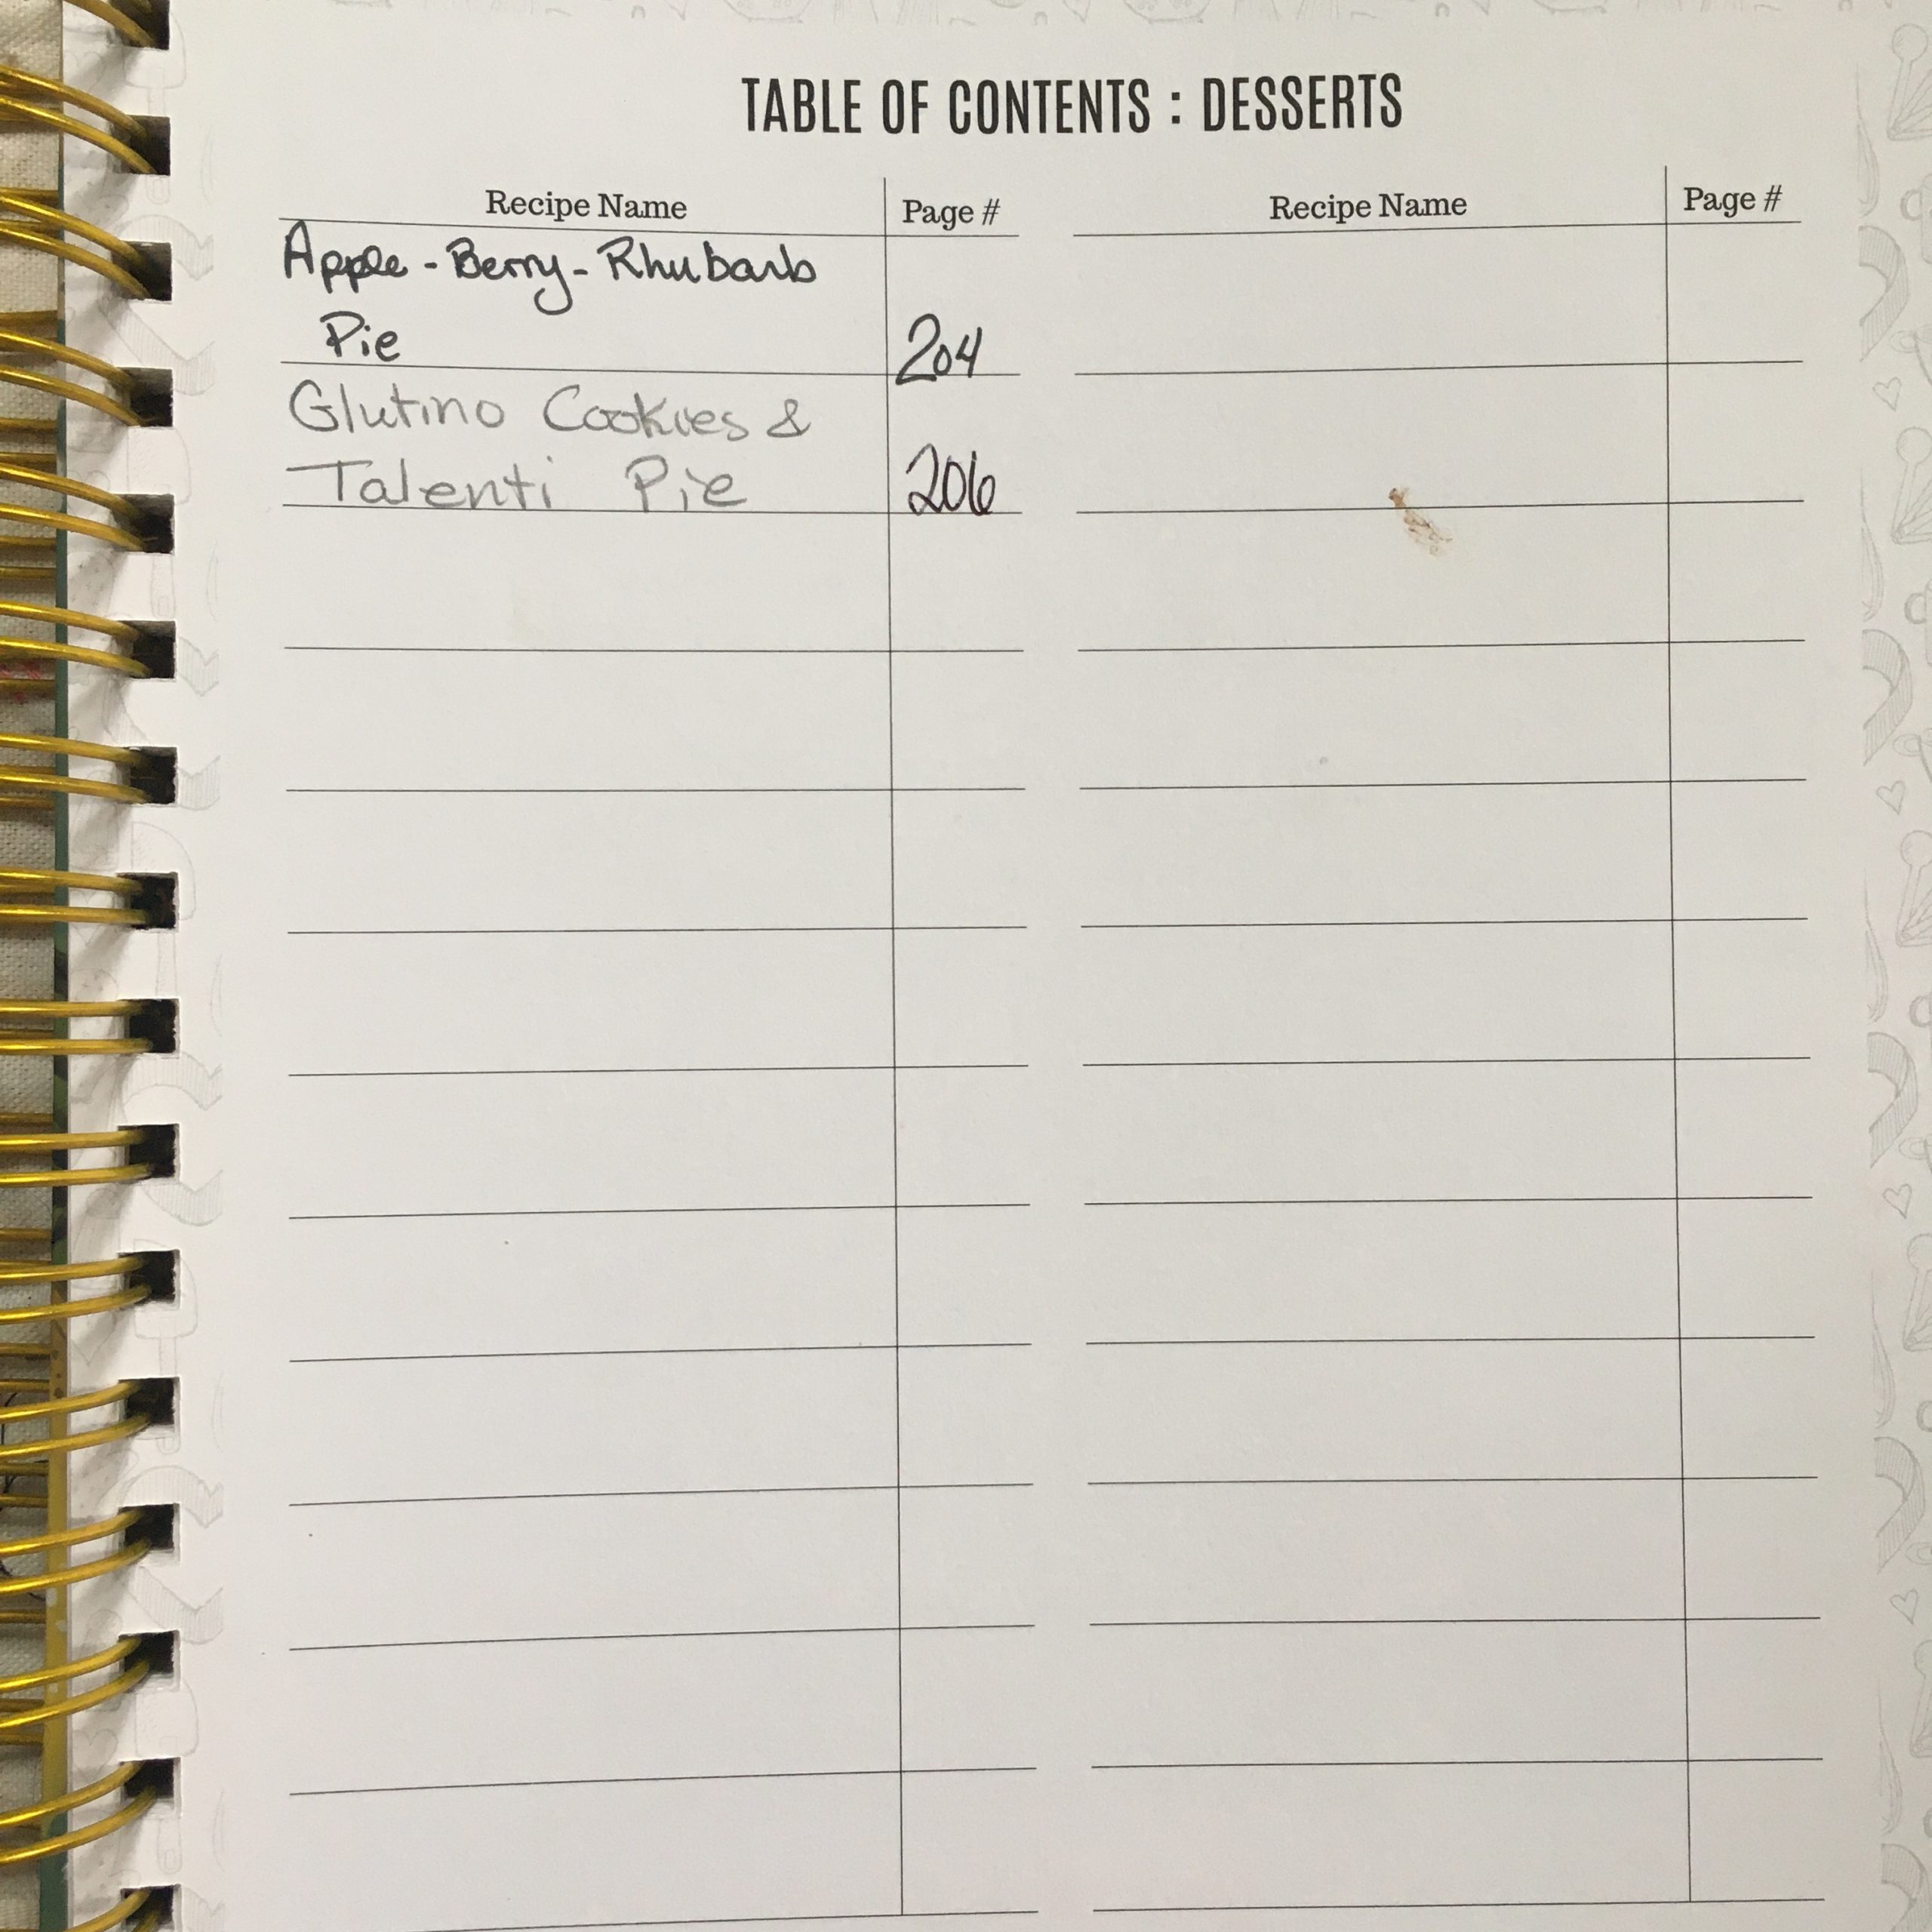 TABLE OF CONTENTS : DESSERTS
Recipe Name Page # Recipe Name Page #
Apple-Berry-Rhubarb
Pie 204
Glutino Cookies &
Talenti Pie 206